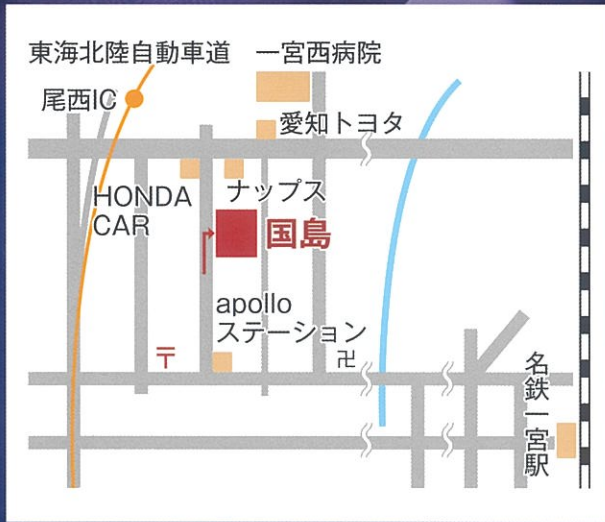 東海北陸自動車道
一宮西病院
尾西IC
愛知トヨタ
HONDA
CAR
ナップス
国島
apollo
ステーション
〒
卍
名鉄一宮駅